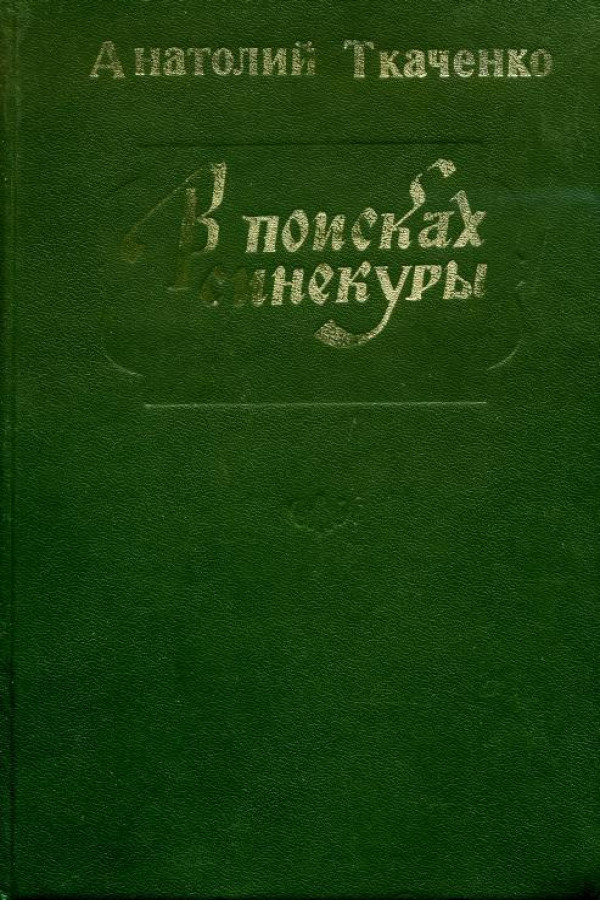 Анатолий Ткаченко
В поисках
синекуры